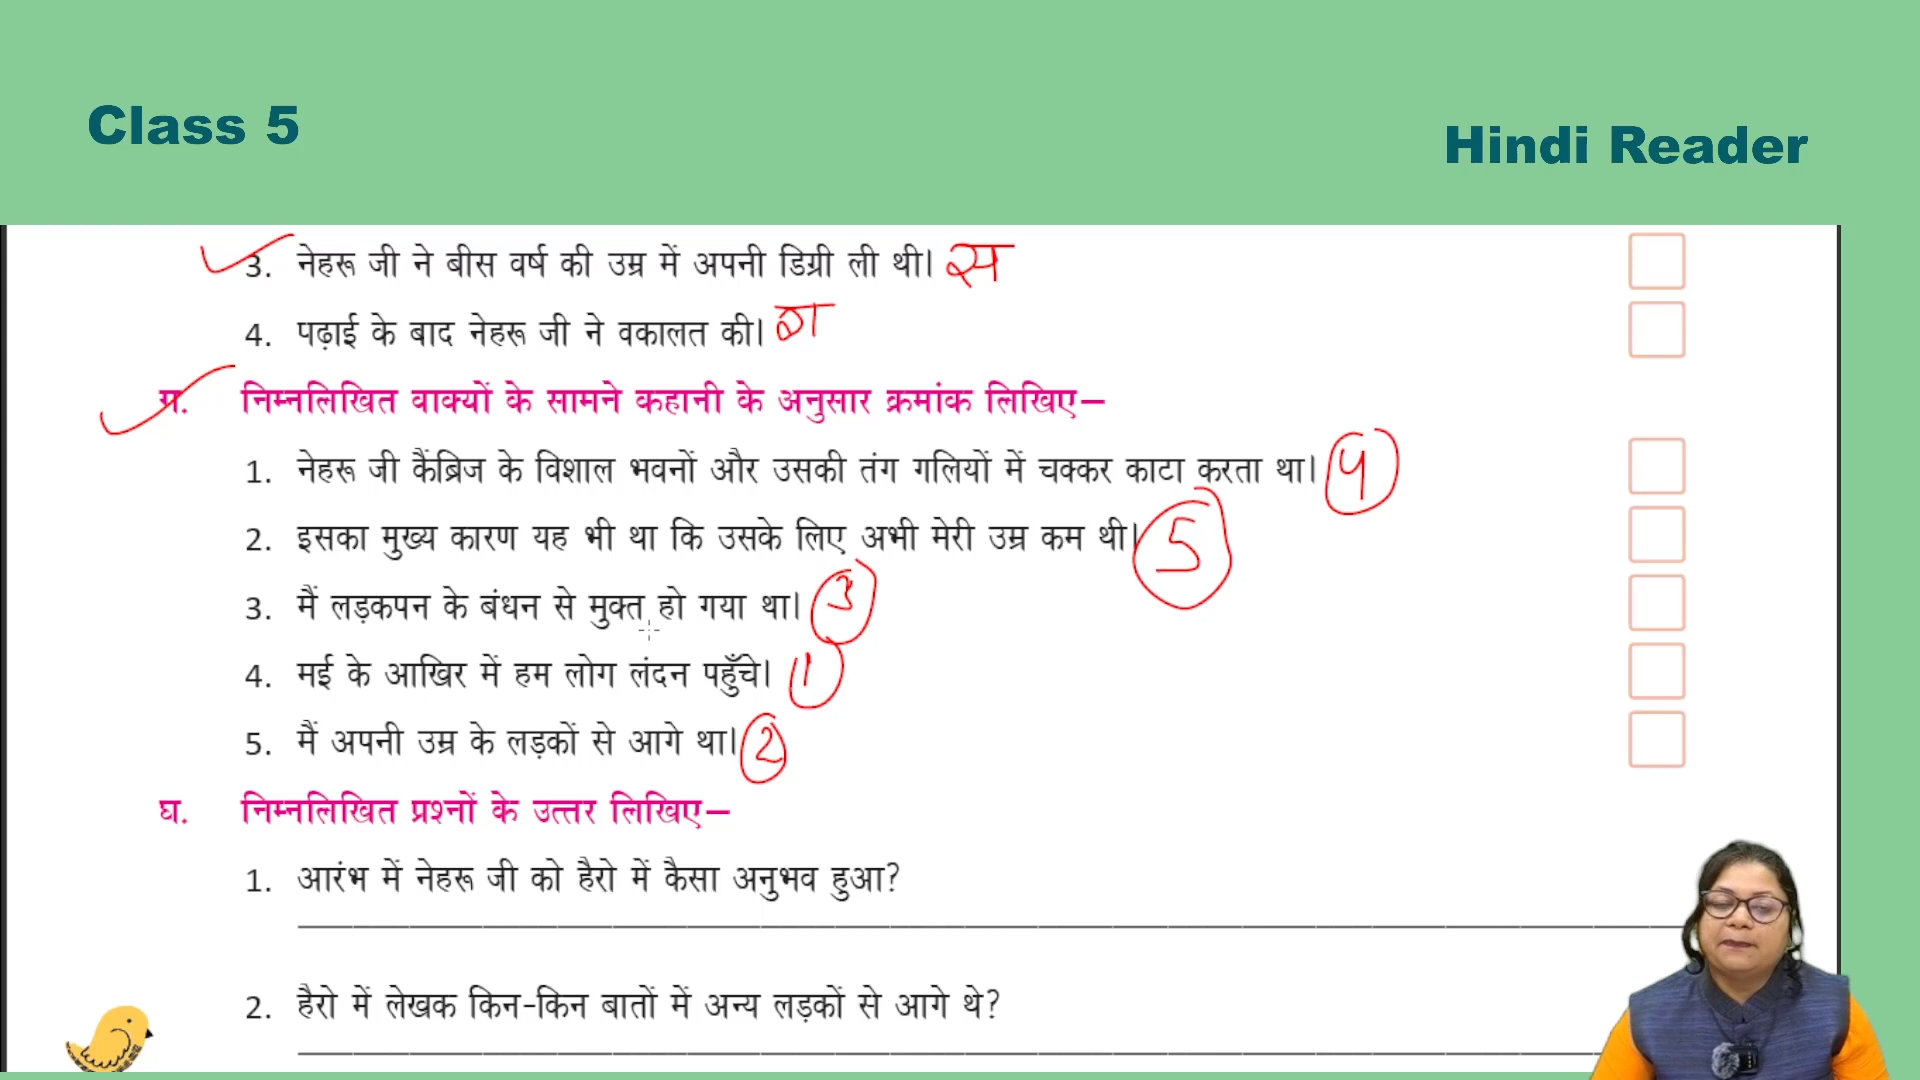 Class 5
Hindi Reader
3. नेहरू जी ने बीस वर्ष की उम्र में अपनी डिग्री ली थी। स
4. पढ़ाई के बाद नेहरू जी ने वकालत की।
ग. निम्नलिखित वाक्यों के सामने कहानी के अनुसार क्रमांक लिखिए–
1. नेहरू जी कैंब्रिज के विशाल भवनों और उसकी तंग गलियों में चक्कर काटा करता था। 4
2. इसका मुख्य कारण यह भी था कि उसके लिए अभी मेरी उम्र कम थी। 5
3. मैं लड़कपन के बंधन से मुक्त हो गया था। 3
4. मई के आखिर में हम लोग लंदन पहुँचे। 1
5. मैं अपनी उम्र के लड़कों से आगे था। 2
घ. निम्नलिखित प्रश्नों के उत्तर लिखिए–
1. आरंभ में नेहरू जी को हैरो में कैसा अनुभव हुआ?
2. हैरो में लेखक किन-किन बातों में अन्य लड़कों से आगे थे?